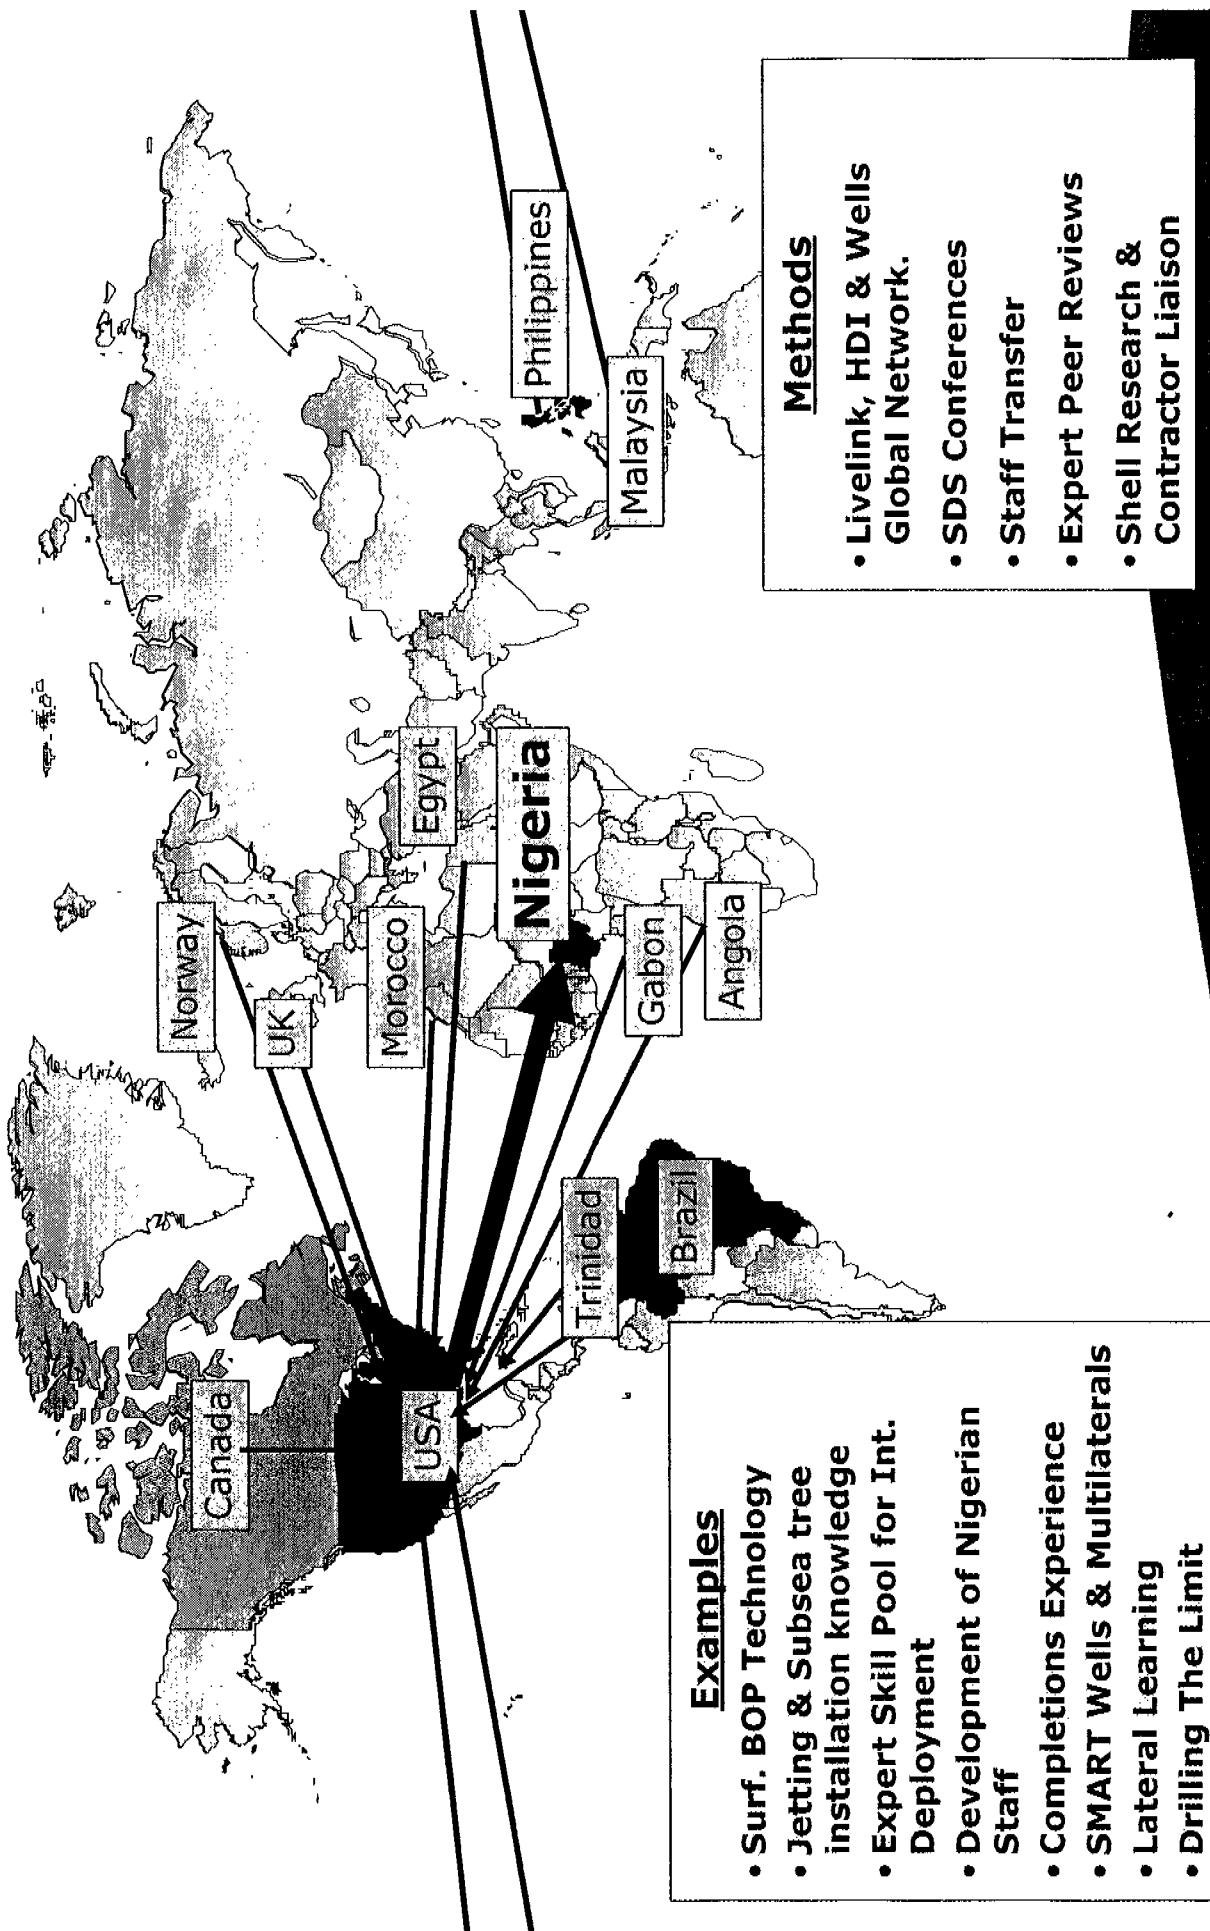 Canada
USA
Norway
UK
Morocco
Egypt
Nigeria
Gabon
Angola
Trinidad
Brazil
Philippines
Malaysia
Examples
• Surf. BOP Technology
• Jetting & Subsea tree
installation knowledge
• Expert Skill Pool for Int.
Deployment
• Development of Nigerian
Staff
• Completions Experience
• SMART Wells & Multilaterals
• Lateral Learning
• Drilling The Limit
Methods
• Livelink, HDI & Wells
Global Network.
• SDS Conferences
• Staff Transfer
• Expert Peer Reviews
• Shell Research &
Contractor Liaison